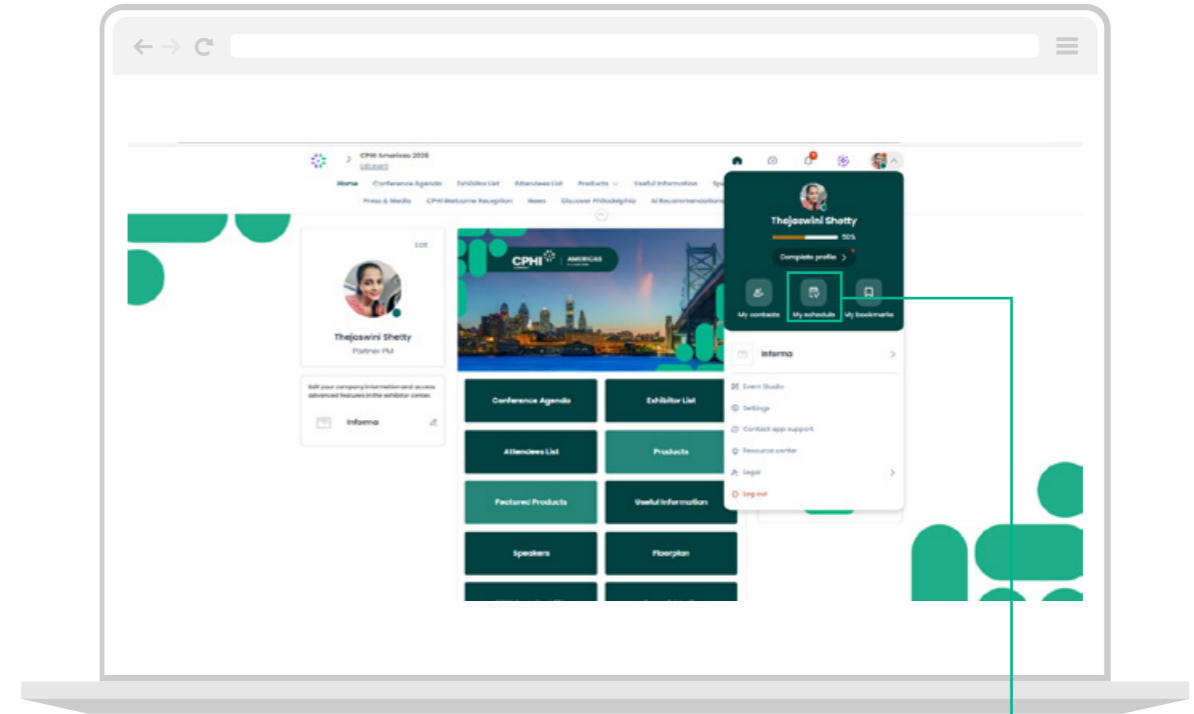 CPHI Americas 2026
Edit event
Home Conference Agenda Exhibitor List Attendees List Products Useful Information
Press & Media CPHI Welcome Reception News Discover Philadelphia AI Recommendations
Edit
Thejaswini Shetty
Partner PM
Edit your company information and access
advanced features in the exhibitor center.
Informa
CPHI AMERICAS
Conference Agenda
Exhibitor List
Attendees List
Products
Featured Products
Useful Information
Speakers
Floorplan
Thejaswini Shetty
50%
Complete profile
My contacts
My schedule
My bookmarks
Informa
Event Studio
Settings
Contact app support
Resource center
Legal
Log out